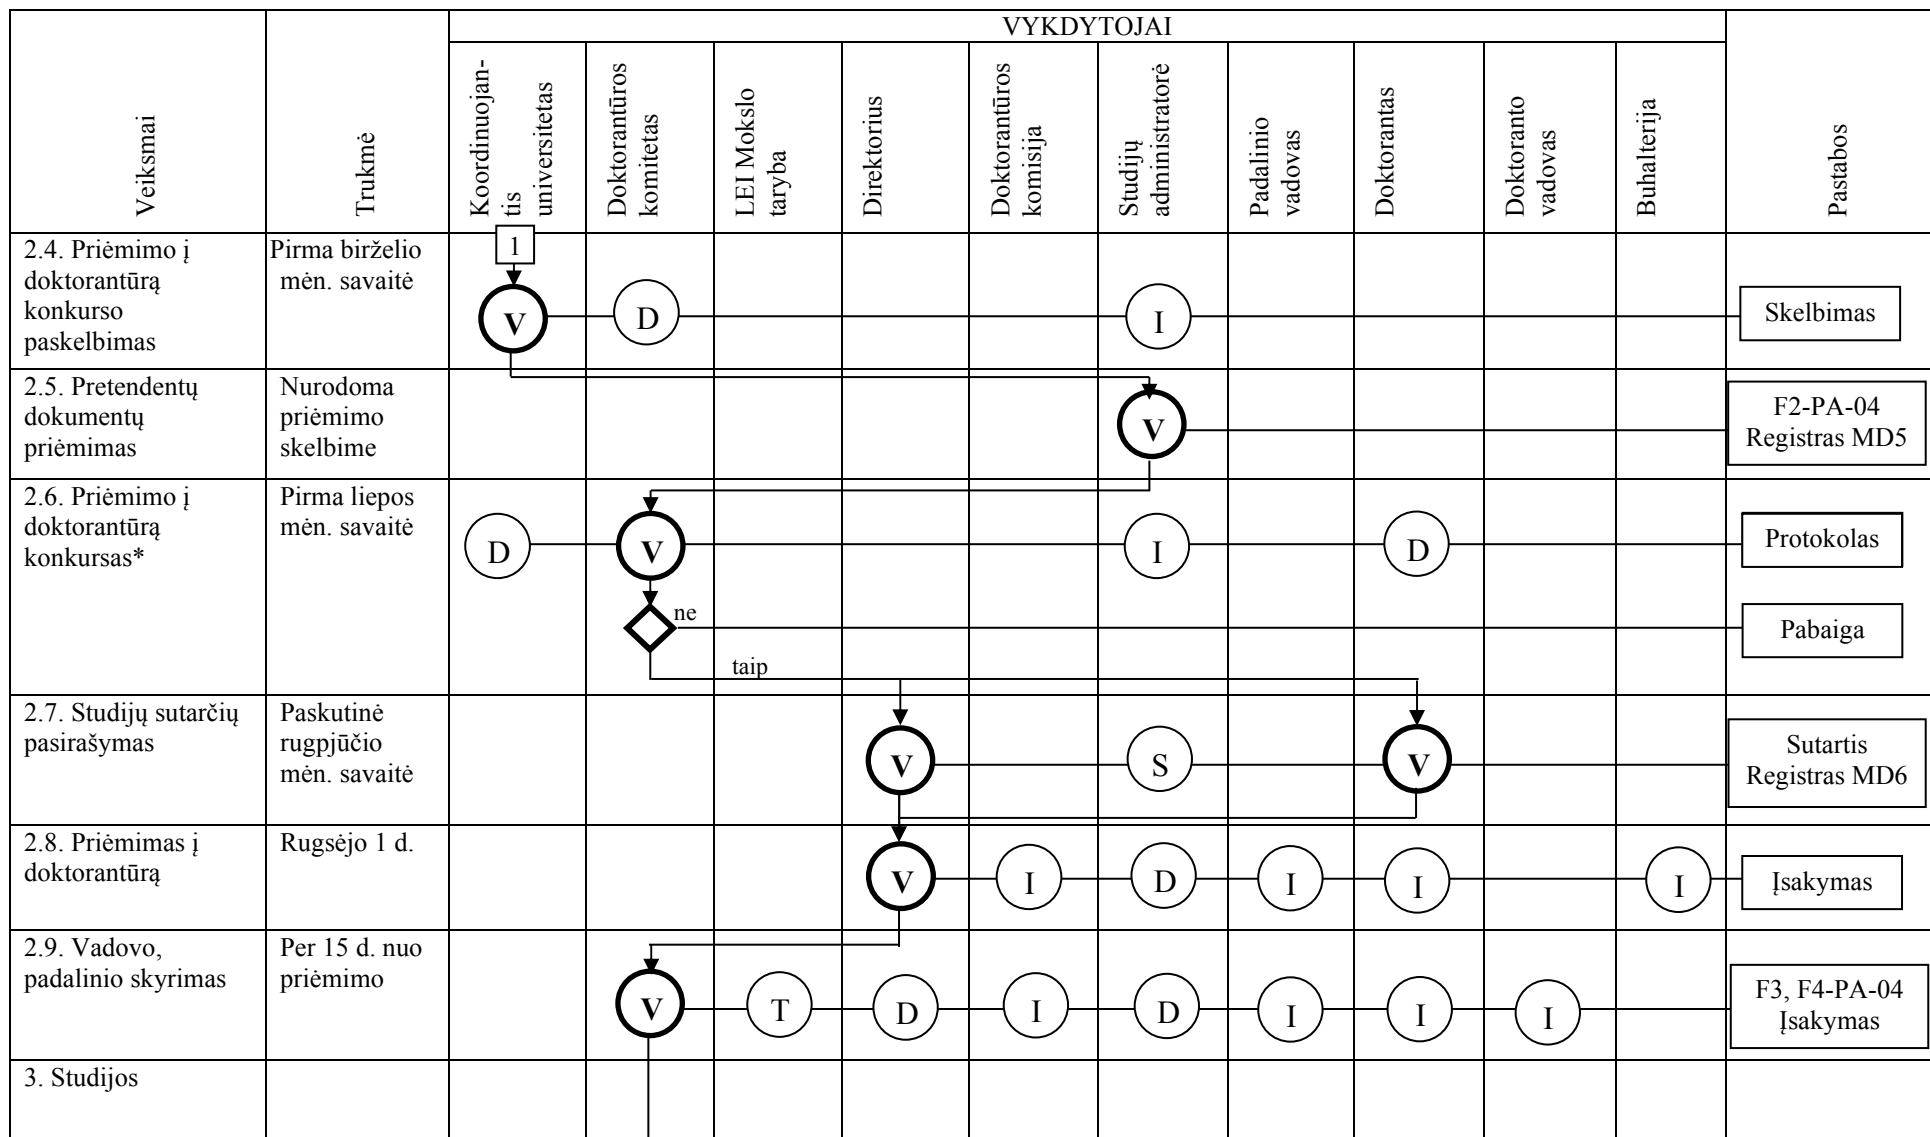 VYKDYTOJAI
Veiksmai
Trukmė
Koordinuojan-
tis
universitetas
Doktorantūros
komitetas
LEI Mokslo
taryba
Direktorius
Doktorantūros
komisija
Studijų
administratorė
Padalinio
vadovas
Doktorantas
Doktoranto
vadovas
Buhalterija
Pastabos
2.4. Priėmimo į
doktorantūrą
konkurso
paskelbimas
Pirma birželio
mėn. savaitė
1
V
D
I
Skelbimas
2.5. Pretendentų
dokumentų
priėmimas
Nurodoma
priėmimo
skelbime
V
F2-PA-04
Registras MD5
2.6. Priėmimo į
doktorantūrą
konkursas*
Pirma liepos
mėn. savaitė
D
V
I
D
Protokolas
ne
Pabaiga
taip
2.7. Studijų sutarčių
pasirašymas
Paskutinė
rugpjūčio
mėn. savaitė
V
S
V
Sutartis
Registras MD6
2.8. Priėmimas į
doktorantūrą
Rugsėjo 1 d.
V
I
D
I
I
I
Įsakymas
2.9. Vadovo,
padalinio skyrimas
Per 15 d. nuo
priėmimo
V
T
D
I
D
I
I
I
F3, F4-PA-04
Įsakymas
3. Studijos